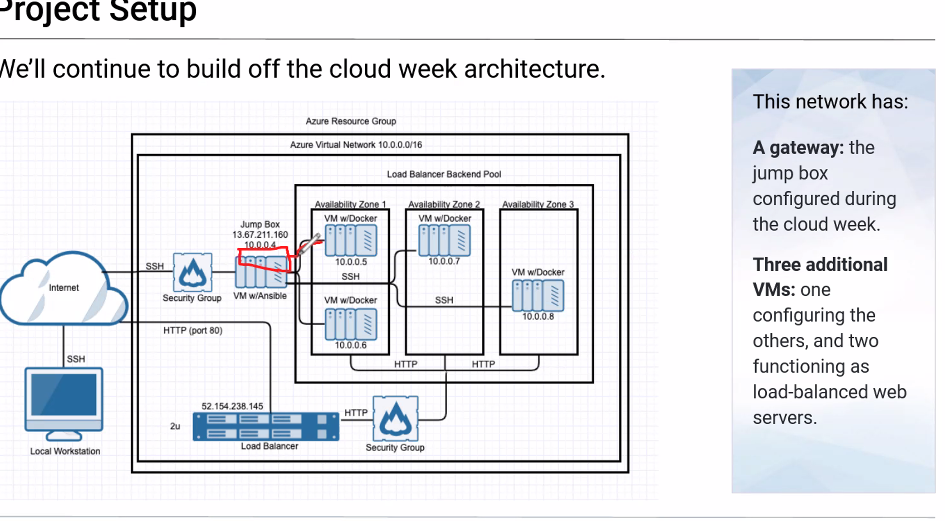 Project Setup
We'll continue to build off the cloud week architecture.
Azure Resource Group
Azure Virtual Network 10.0.0.0/16
Load Balancer Backend Pool
Availability Zone 1
Availability Zone 2
Availability Zone 3
VM w/Docker
10.0.0.5
VM w/Docker
10.0.0.7
VM w/Docker
10.0.0.8
VM w/Docker
10.0.0.6
Jump Box
13.67.211.160
10.0.0.4
VM w/Ansible
SSH
SSH
SSH
Security Group
Internet
HTTP (port 80)
SSH
Local Workstation
HTTP
HTTP
52.154.238.145
2u
Load Balancer
HTTP
Security Group
This network has:
A gateway: the
jump box
configured during
the cloud week.
Three additional
VMs: one
configuring the
others, and two
functioning as
load-balanced web
servers.